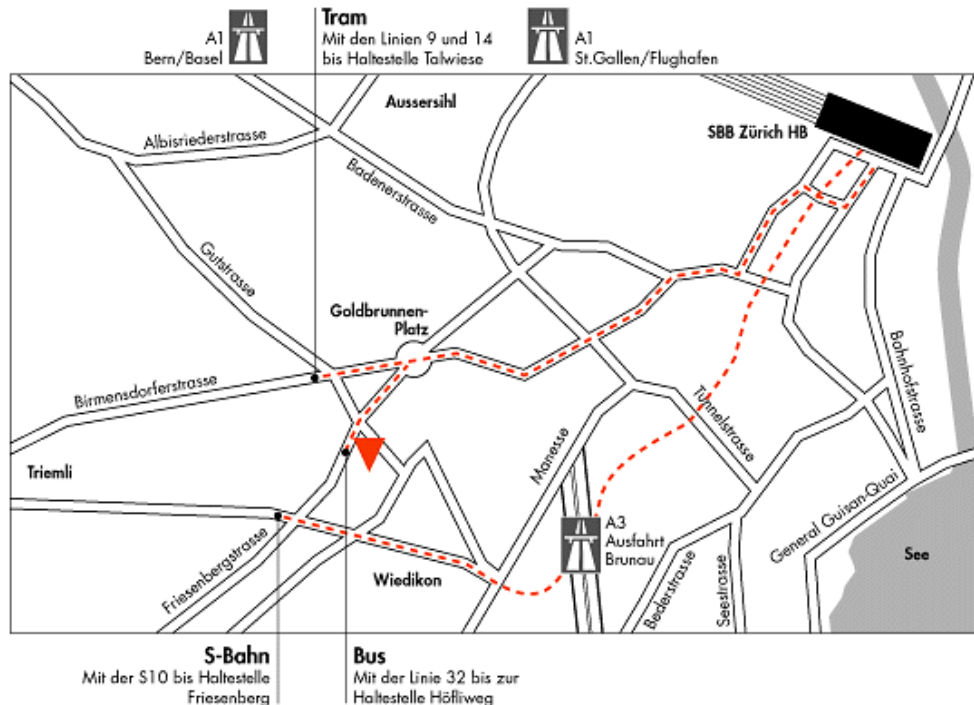 A1
Bern/Basel
Tram
Mit den Linien 9 und 14
bis Haltestelle Talwiese
A1
St.Gallen/Flughafen
Aussersihl
SBB Zürich HB
Albisriederstrasse
Badenerstrasse
Gutstrasse
Goldbrunnen-
Platz
Birmensdorferstrasse
Bahnhofstrasse
Tunnelstrasse
Manesse
Triemli
A3
Ausfahrt
Brunau
General Guisan-Quai
See
Friesenbergstrasse
Wiedikon
Bederstrasse
Seestrasse
S-Bahn
Mit der S10 bis Haltestelle
Friesenberg
Bus
Mit der Linie 32 bis zur
Haltestelle Höfliweg